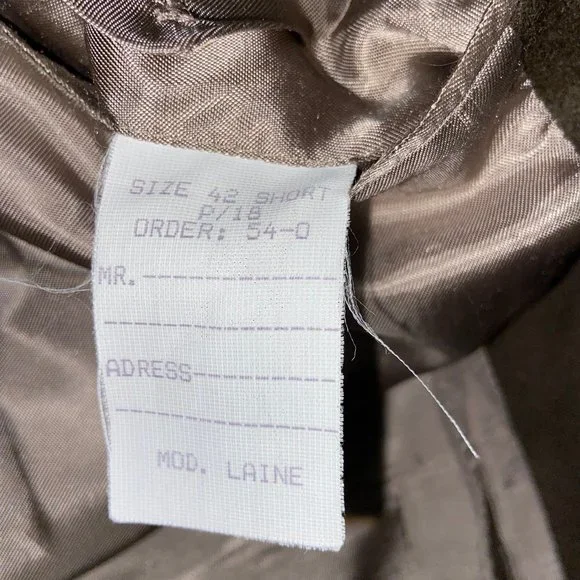 SIZE 42 SHORT
P/18
ORDER: 54-0
MR.--------------
-----------------
ADRESS-----------
-----------------
MOD. LAINE